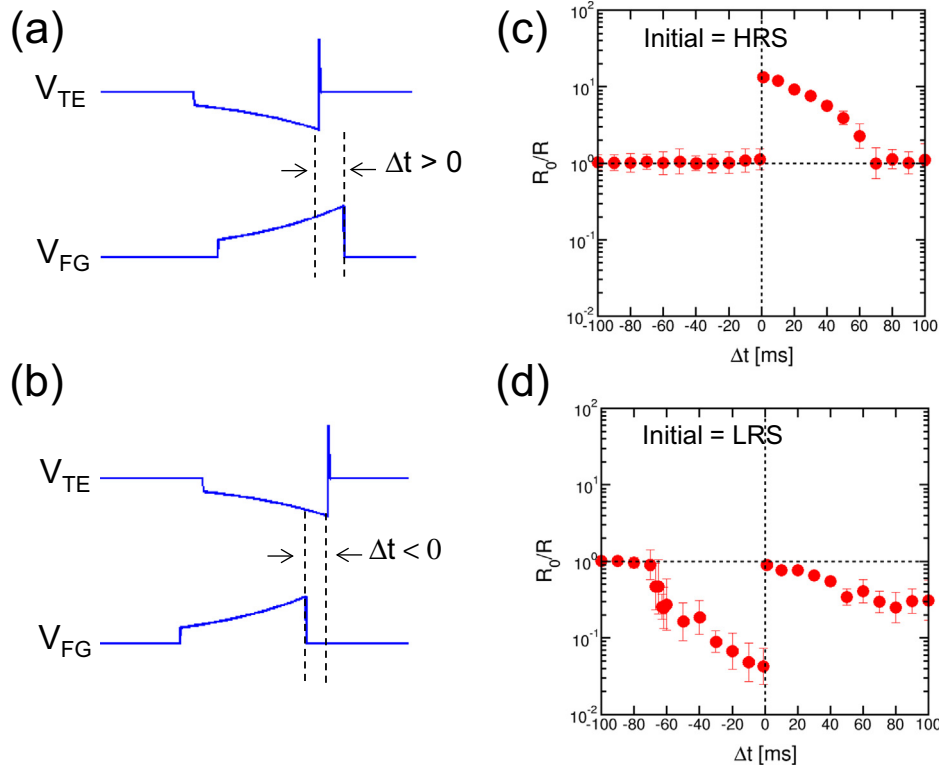 (a)
V_TE
Δt > 0
V_FG
(b)
V_TE
Δt < 0
V_FG
(c)
Initial = HRS
10^2
10^1
10^0
10^-1
10^-2
R_0/R
-100 -80 -60 -40 -20 0 20 40 60 80 100
Δt [ms]
(d)
Initial = LRS
10^2
10^1
10^0
10^-1
10^-2
R_0/R
-100 -80 -60 -40 -20 0 20 40 60 80 100
Δt [ms]